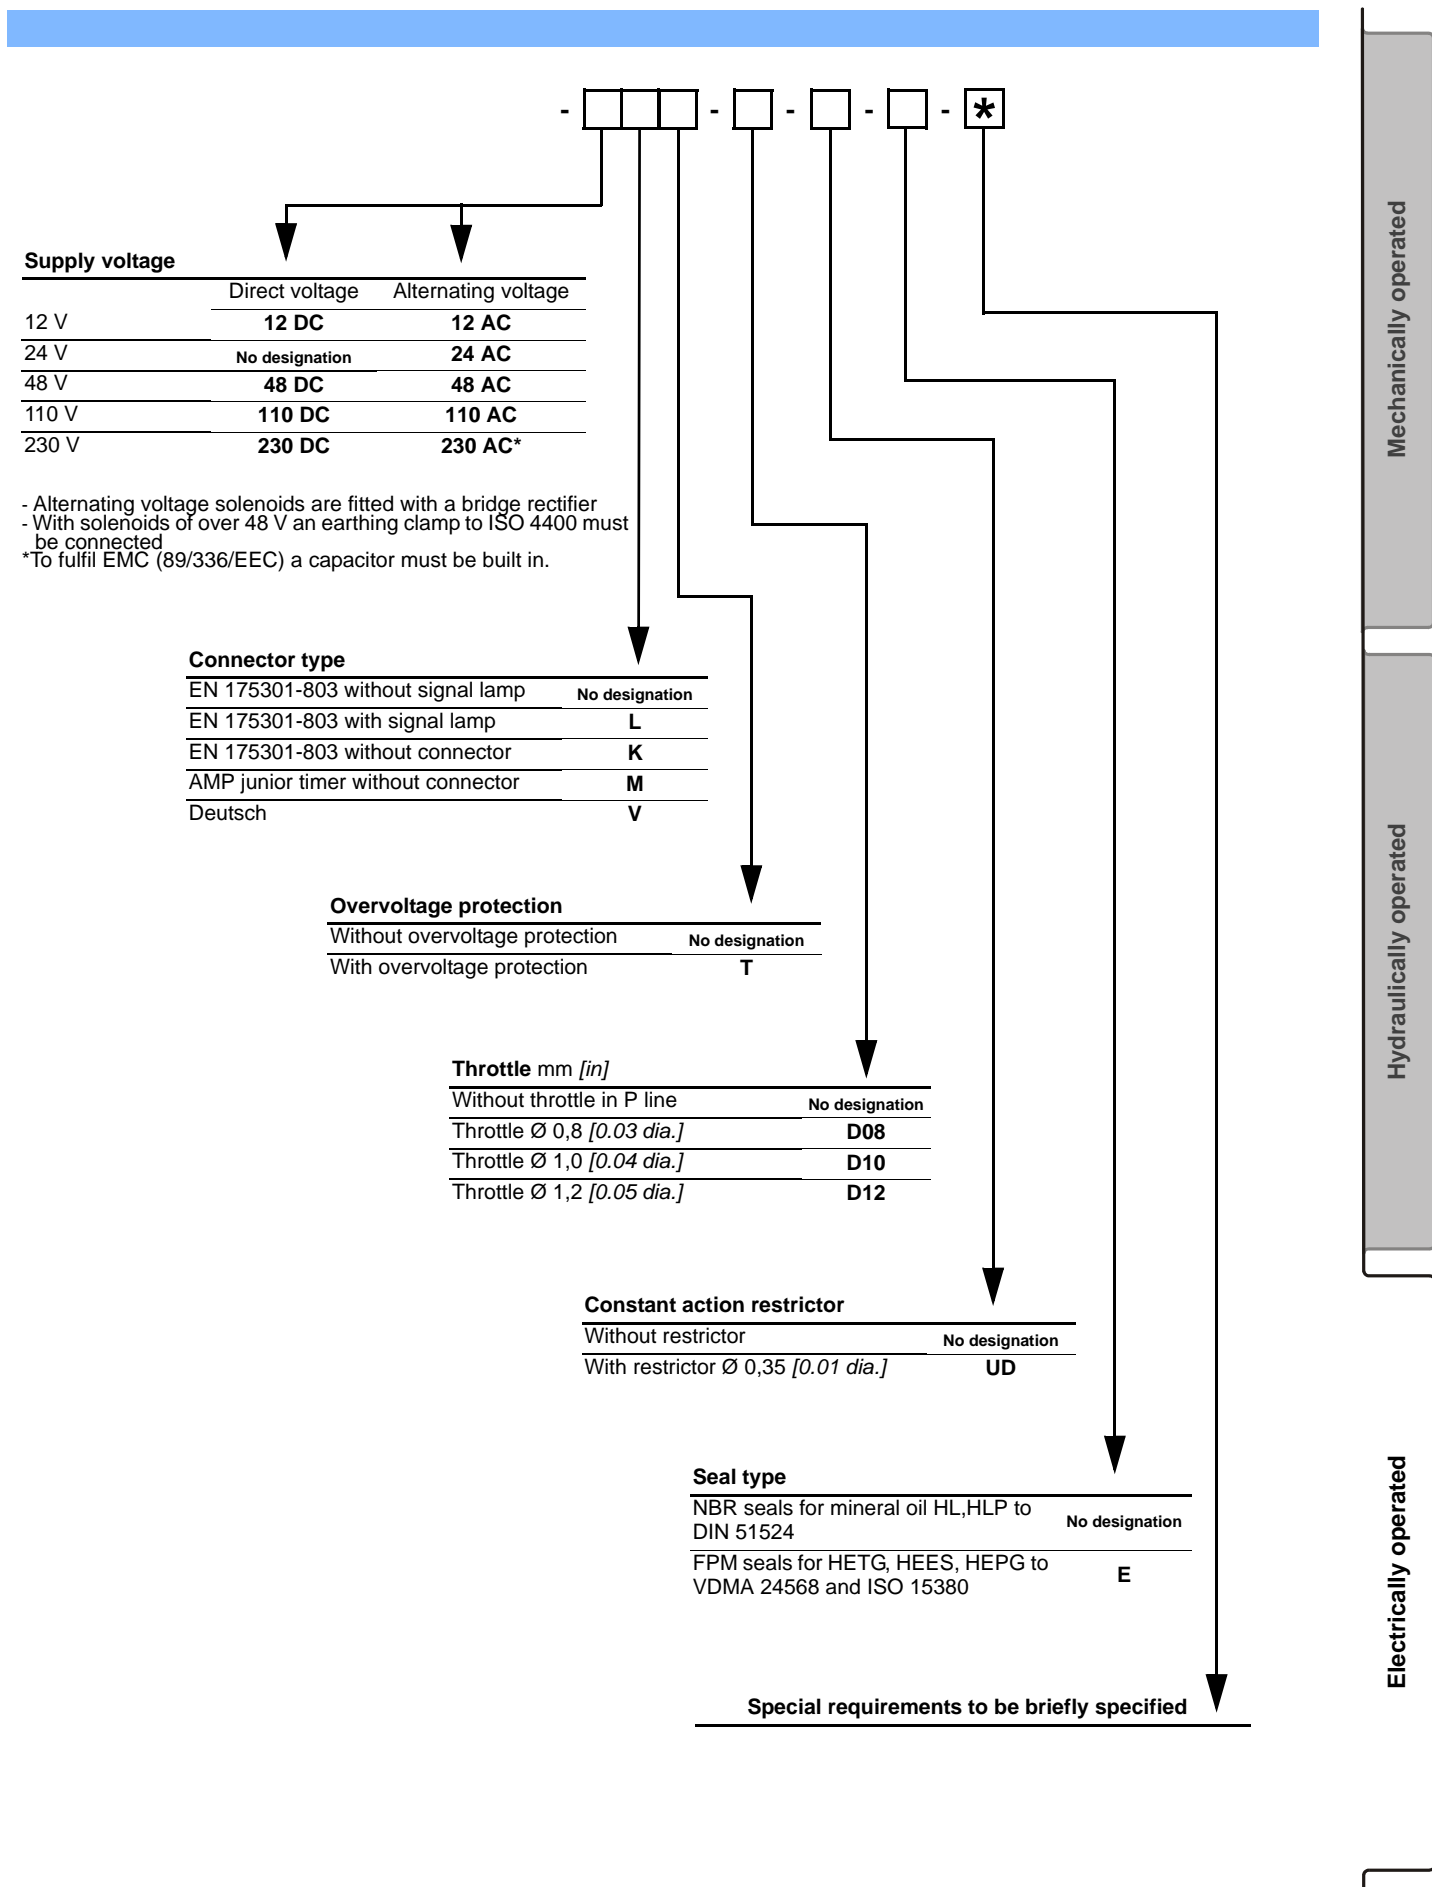 - - - - - *
Supply voltage
Direct voltage Alternating voltage
12 V 12 DC 12 AC
24 V No designation 24 AC
48 V 48 DC 48 AC
110 V 110 DC 110 AC
230 V 230 DC 230 AC*
- Alternating voltage solenoids are fitted with a bridge rectifier
- With solenoids of over 48 V an earthing clamp to ISO 4400 must
be connected
*To fulfil EMC (89/336/EEC) a capacitor must be built in.
Connector type
EN 175301-803 without signal lamp No designation
EN 175301-803 with signal lamp L
EN 175301-803 without connector K
AMP junior timer without connector M
Deutsch V
Overvoltage protection
Without overvoltage protection No designation
With overvoltage protection T
Throttle mm [in]
Without throttle in P line No designation
Throttle Ø 0,8 [0.03 dia.] D08
Throttle Ø 1,0 [0.04 dia.] D10
Throttle Ø 1,2 [0.05 dia.] D12
Constant action restrictor
Without restrictor No designation
With restrictor Ø 0,35 [0.01 dia.] UD
Seal type
NBR seals for mineral oil HL,HLP to
DIN 51524 No designation
FPM seals for HETG, HEES, HEPG to
VDMA 24568 and ISO 15380 E
Special requirements to be briefly specified
Mechanically operated
Hydraulically operated
Electrically operated